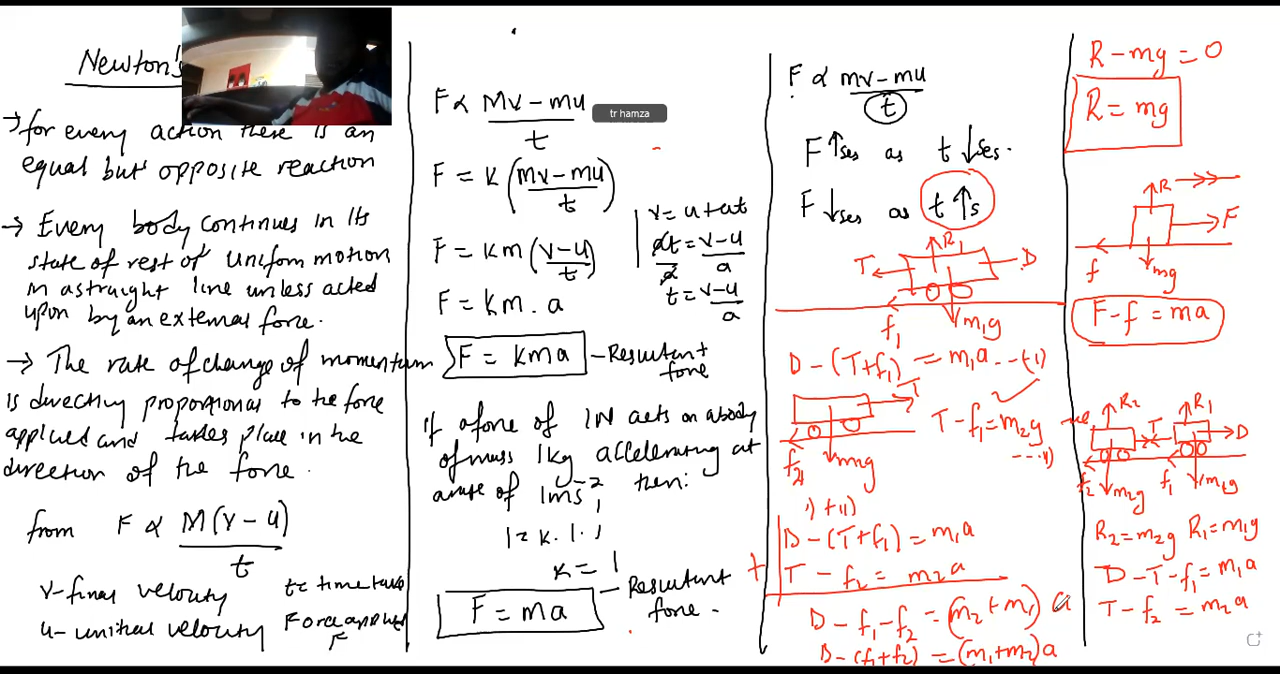 Newton's
→ for every action there is an
equal but opposite reaction
→ Every body continues in its
state of rest or uniform motion
in a straight line unless acted
upon by an external force.
→ The rate of change of momentum
is directly proportional to the force
applied and takes place in the
direction of the force.
from F ∝ M(v - u)
t
v - final velocity
t = time taken
u - initial velocity
Force applied
F
F ∝ Mv - mu
t
tr hamza
F = K (mv - mu)
t
F = Km (v - u)
t
v = u + at
at = v - u
a
t = v - u
a
F = Km . a
F = Kma - Resultant
force
If a force of 1N acts on a body
of mass 1kg accelerating at
a rate of 1ms⁻² then:
1 = K . 1 . 1
K = 1
F = ma - Resultant
force
F ∝ mv - mu
t
F ↑ses as t ↓ses.
F ↓ses as t ↑s
R₁
T
D
f₁
m₁g
D - (T + f₁) = m₁a ---(1)
T
T - f₁ = m₂g
---- 11)
f₂
mg
1) + 11)
D - (T + f₁) = m₁a
+ T - f₂ = m₂a
D - f₁ - f₂ = (m₂ + m₁) a
D - (f₁ + f₂) = (m₁ + m₂)a
R - mg = 0
R = mg
R
F
f
mg
F - f = ma
R₂ R₁
T D
f₂ f₁
m₂g m₁g
R₂ = m₂g R₁ = m₁g
D - T - f₁ = m₁a
T - f₂ = m₂a